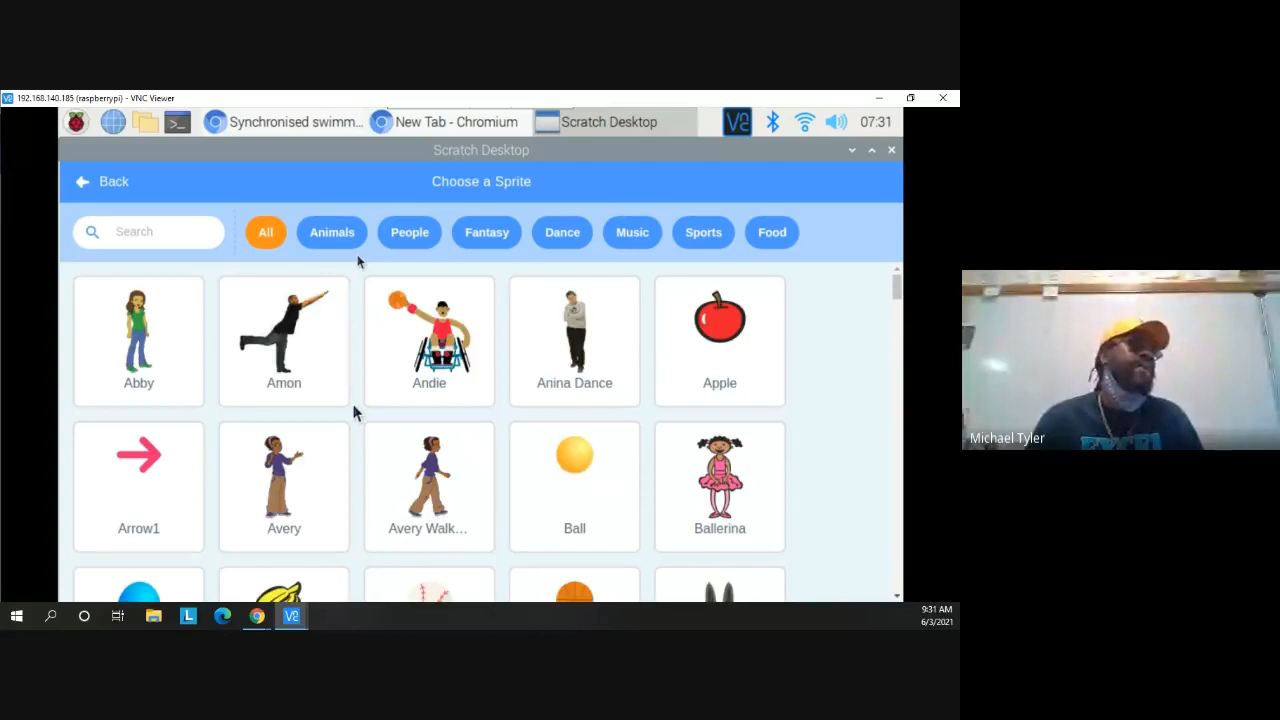 192.168.140.185 (raspberrypi) - VNC Viewer
Synchronised swimm...
New Tab - Chromium
Scratch Desktop
07:31
Scratch Desktop
Back
Choose a Sprite
Search
All
Animals
People
Fantasy
Dance
Music
Sports
Food
Abby
Amon
Andie
Anina Dance
Apple
Arrow1
Avery
Avery Walk...
Ball
Ballerina
Michael Tyler
EXCEL
9:31 AM
6/3/2021